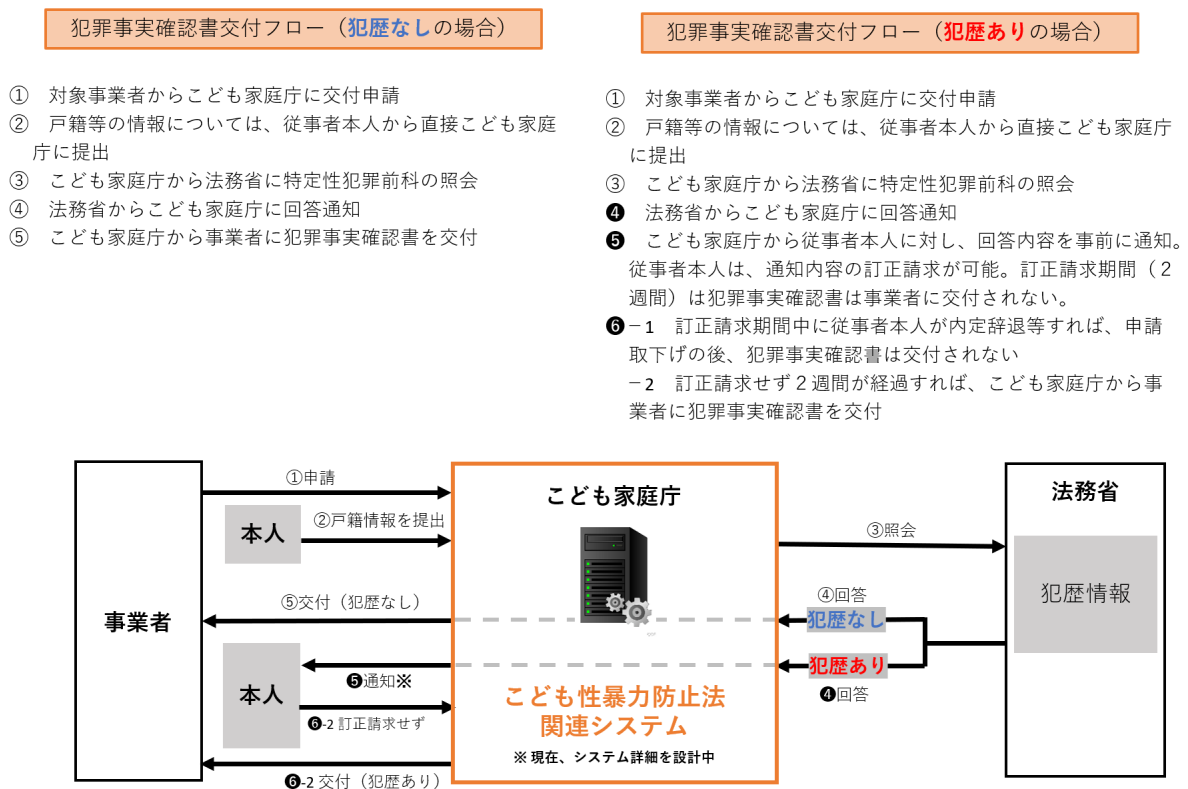 犯罪事実確認書交付フロー（犯歴なしの場合）
① 対象事業者からこども家庭庁に交付申請
② 戸籍等の情報については、従事者本人から直接こども家庭
庁に提出
③ こども家庭庁から法務省に特定性犯罪前科の照会
④ 法務省からこども家庭庁に回答通知
⑤ こども家庭庁から事業者に犯罪事実確認書を交付
犯罪事実確認書交付フロー（犯歴ありの場合）
① 対象事業者からこども家庭庁に交付申請
② 戸籍等の情報については、従事者本人から直接こども家庭庁
に提出
③ こども家庭庁から法務省に特定性犯罪前科の照会
❹ 法務省からこども家庭庁に回答通知
❺ こども家庭庁から従事者本人に対し、回答内容を事前に通知。
従事者本人は、通知内容の訂正請求が可能。訂正請求期間（２
週間）は犯罪事実確認書は事業者に交付されない。
❻－1 訂正請求期間中に従事者本人が内定辞退等すれば、申請
取下げの後、犯罪事実確認書は交付されない
－2 訂正請求せず２週間が経過すれば、こども家庭庁から事
業者に犯罪事実確認書を交付
事業者
①申請
本人
②戸籍情報を提出
⑤交付（犯歴なし）
本人
❺通知※
❻-2 訂正請求せず
❻-2 交付（犯歴あり）
こども家庭庁
こども性暴力防止法
関連システム
※ 現在、システム詳細を設計中
③照会
④回答
犯歴なし
犯歴あり
❹回答
法務省
犯歴情報